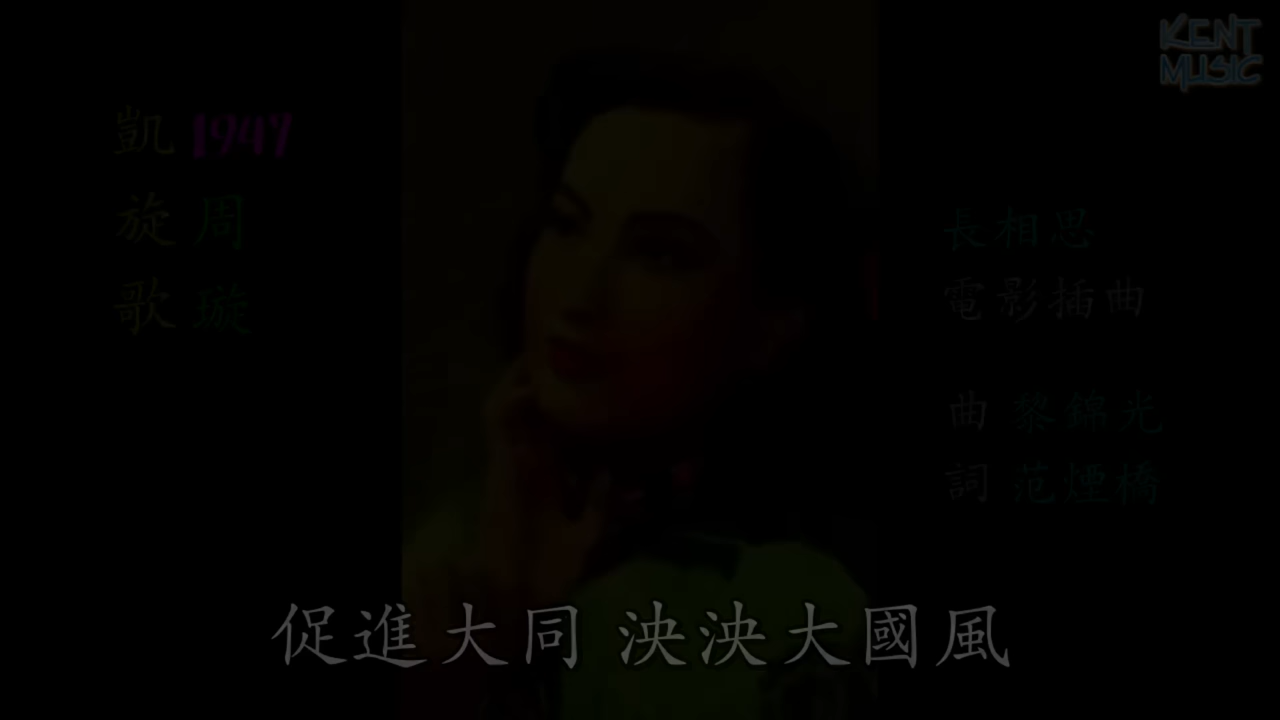 KENT
MUSIC
凱旋歌
1947
周璇
長相思
電影插曲
曲 黎錦光
詞 范煙橋
促進大同 泱泱大國風